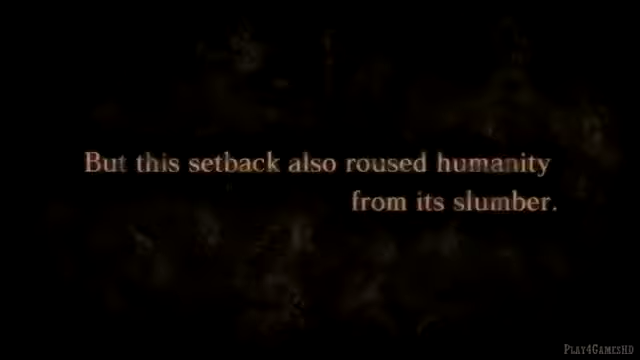 But this setback also roused humanity
from its slumber.
Play4GamesHD